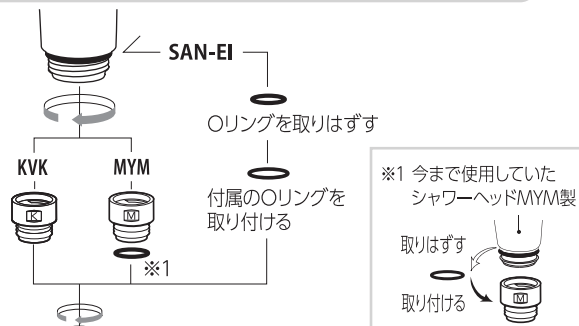 SAN-EI
Oリングを取りはずす
KVK
MYM
付属のOリングを
取り付ける
K
M
※1
※1 今まで使用していた
シャワーヘッドMYM製
取りはずす
取り付ける
M